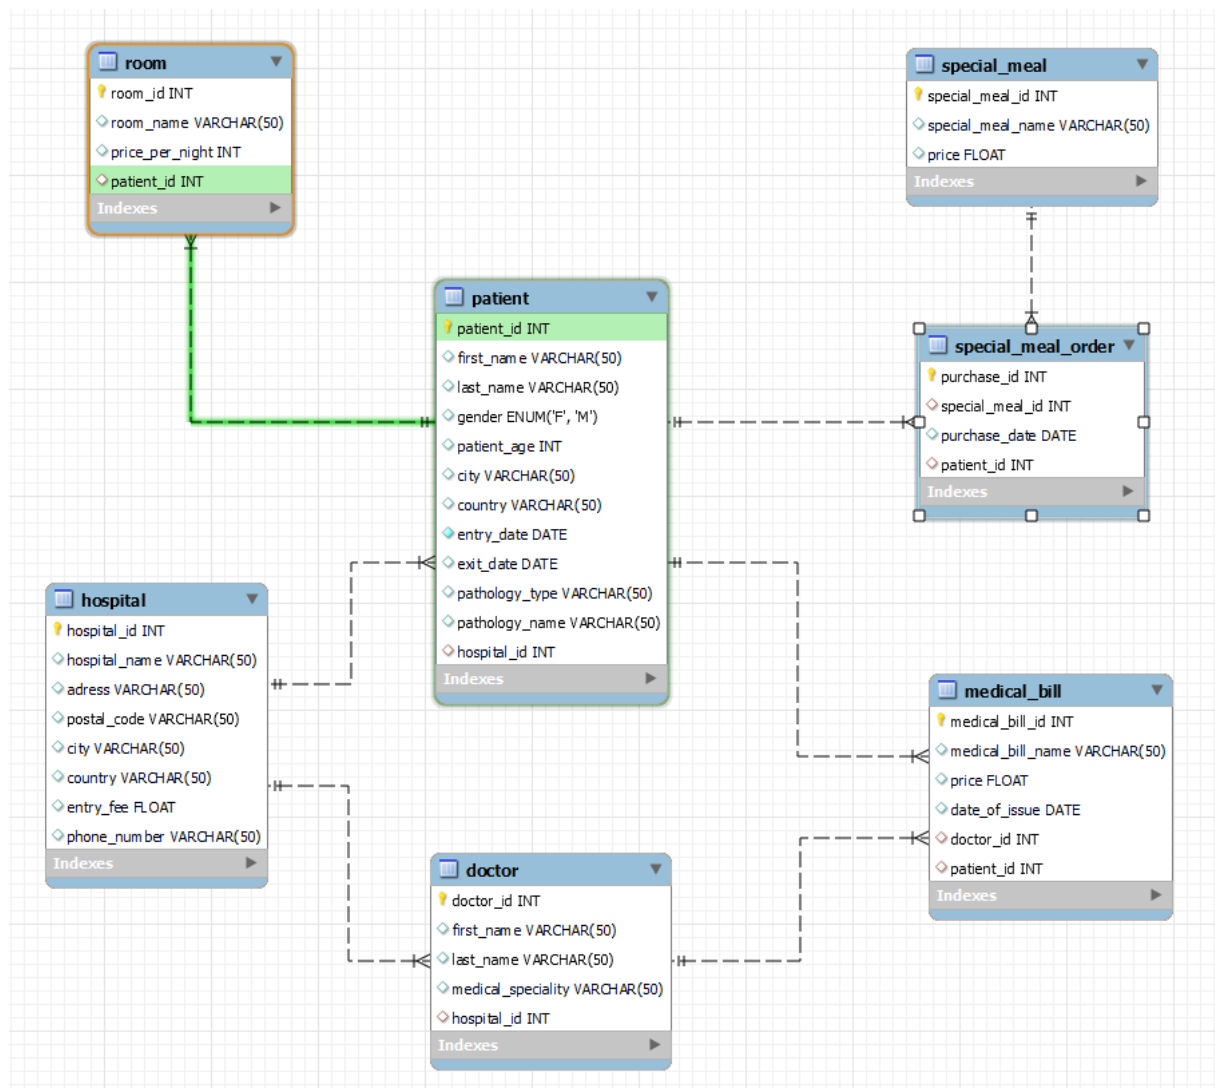 room
room_id INT
room_name VARCHAR(50)
price_per_night INT
patient_id INT
Indexes
special_meal
special_meal_id INT
special_meal_name VARCHAR(50)
price FLOAT
Indexes
patient
patient_id INT
first_name VARCHAR(50)
last_name VARCHAR(50)
gender ENUM('F', 'M')
patient_age INT
city VARCHAR(50)
country VARCHAR(50)
entry_date DATE
exit_date DATE
pathology_type VARCHAR(50)
pathology_name VARCHAR(50)
hospital_id INT
Indexes
special_meal_order
purchase_id INT
special_meal_id INT
purchase_date DATE
patient_id INT
Indexes
hospital
hospital_id INT
hospital_name VARCHAR(50)
adress VARCHAR(50)
postal_code VARCHAR(50)
city VARCHAR(50)
country VARCHAR(50)
entry_fee FLOAT
phone_number VARCHAR(50)
Indexes
medical_bill
medical_bill_id INT
medical_bill_name VARCHAR(50)
price FLOAT
date_of_issue DATE
doctor_id INT
patient_id INT
Indexes
doctor
doctor_id INT
first_name VARCHAR(50)
last_name VARCHAR(50)
medical_speciality VARCHAR(50)
hospital_id INT
Indexes